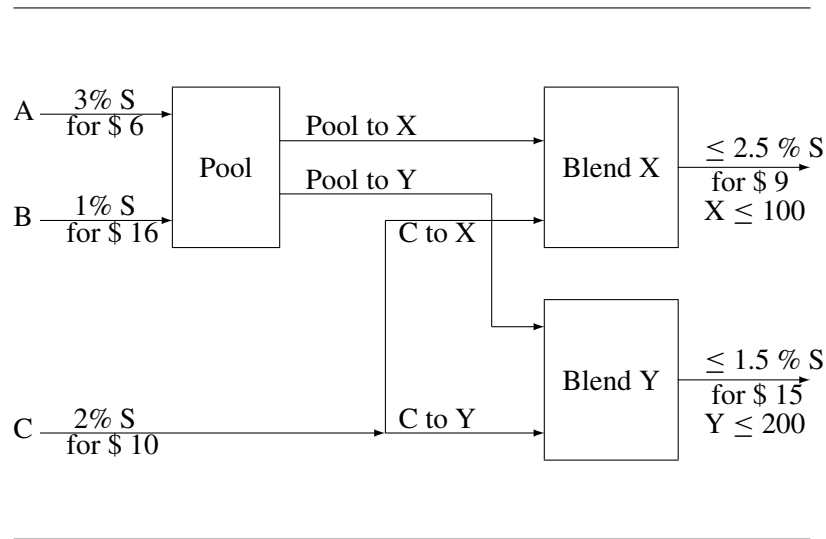 A
3% S
for $ 6
B
1% S
for $ 16
Pool
Pool to X
Pool to Y
C to X
Blend X
≤ 2.5 % S
for $ 9
X ≤ 100
C
2% S
for $ 10
C to Y
Blend Y
≤ 1.5 % S
for $ 15
Y ≤ 200